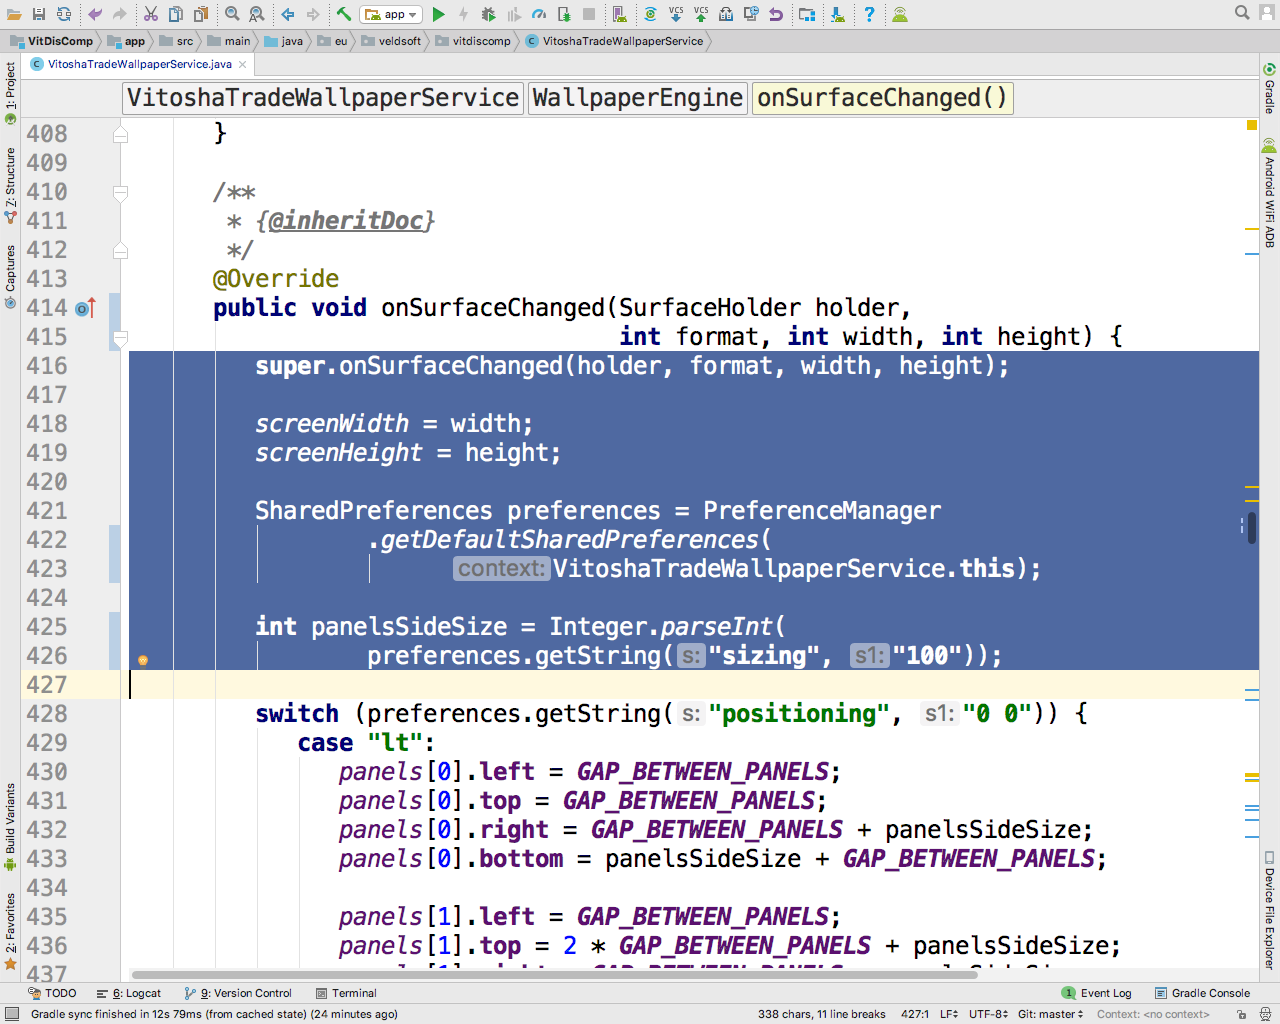 app
VitDisComp app src main java eu veldsoft vitdiscomp VitoshaTradeWallpaperService
VitoshaTradeWallpaperService.java
VitoshaTradeWallpaperService WallpaperEngine onSurfaceChanged()
1: Project
Z: Structure
Captures
Build Variants
2: Favorites
Gradle
Android WiFi ADB
Device File Explorer
408 }
409
410 /**
411 * {@inheritDoc}
412 */
413 @Override
414 public void onSurfaceChanged(SurfaceHolder holder,
415 int format, int width, int height) {
416 super.onSurfaceChanged(holder, format, width, height);
417
418 screenWidth = width;
419 screenHeight = height;
420
421 SharedPreferences preferences = PreferenceManager
422 .getDefaultSharedPreferences(
423 context: VitoshaTradeWallpaperService.this);
424
425 int panelsSideSize = Integer.parseInt(
426 preferences.getString( s: "sizing", s1: "100"));
427
428 switch (preferences.getString( s: "positioning", s1: "0 0")) {
429 case "lt":
430 panels[0].left = GAP_BETWEEN_PANELS;
431 panels[0].top = GAP_BETWEEN_PANELS;
432 panels[0].right = GAP_BETWEEN_PANELS + panelsSideSize;
433 panels[0].bottom = panelsSideSize + GAP_BETWEEN_PANELS;
434
435 panels[1].left = GAP_BETWEEN_PANELS;
436 panels[1].top = 2 * GAP_BETWEEN_PANELS + panelsSideSize;
437
TODO 6: Logcat 9: Version Control Terminal 1 Event Log Gradle Console
Gradle sync finished in 12s 79ms (from cached state) (24 minutes ago) 338 chars, 11 line breaks 427:1 LF UTF-8 Git: master Context: <no context>